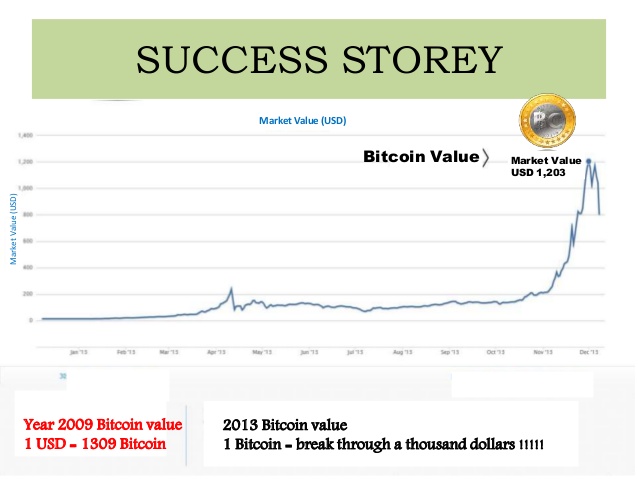 SUCCESS STOREY
Market Value (USD)
Bitcoin Value
Market Value
USD 1,203
Market Value (USD)
1,400
1,200
1,000
800
600
400
200
0
Jan '13 Feb '13 Mar '13 Apr '13 May '13 Jun '13 Jul '13 Aug '13 Sep '13 Oct '13 Nov '13 Dec '13
30
Year 2009 Bitcoin value
1 USD = 1309 Bitcoin
2013 Bitcoin value
1 Bitcoin = break through a thousand dollars !!!!!